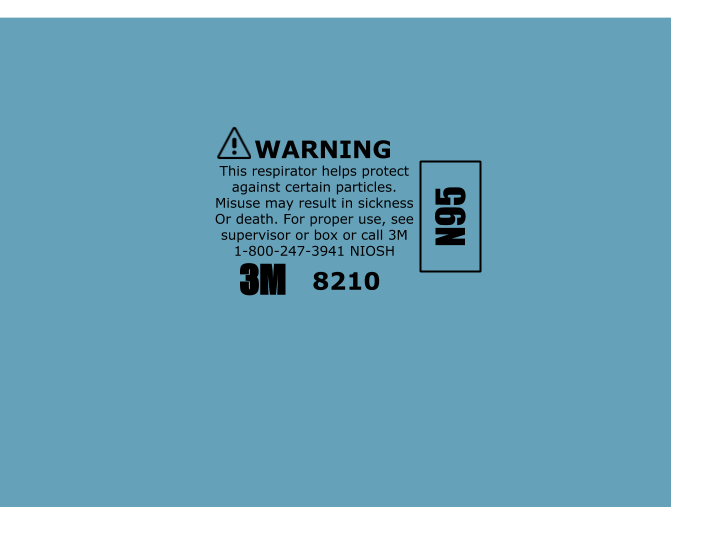 WARNING
This respirator helps protect
against certain particles.
Misuse may result in sickness
Or death. For proper use, see
supervisor or box or call 3M
1-800-247-3941 NIOSH
3M 8210
N95